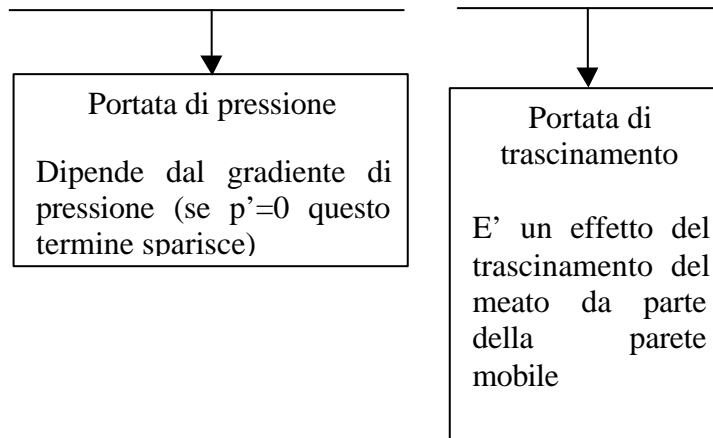 Portata di pressione
Dipende dal gradiente di
pressione (se p’=0 questo
termine sparisce)
Portata di
trascinamento
E’ un effetto del
trascinamento del
meato da parte
della parete
mobile